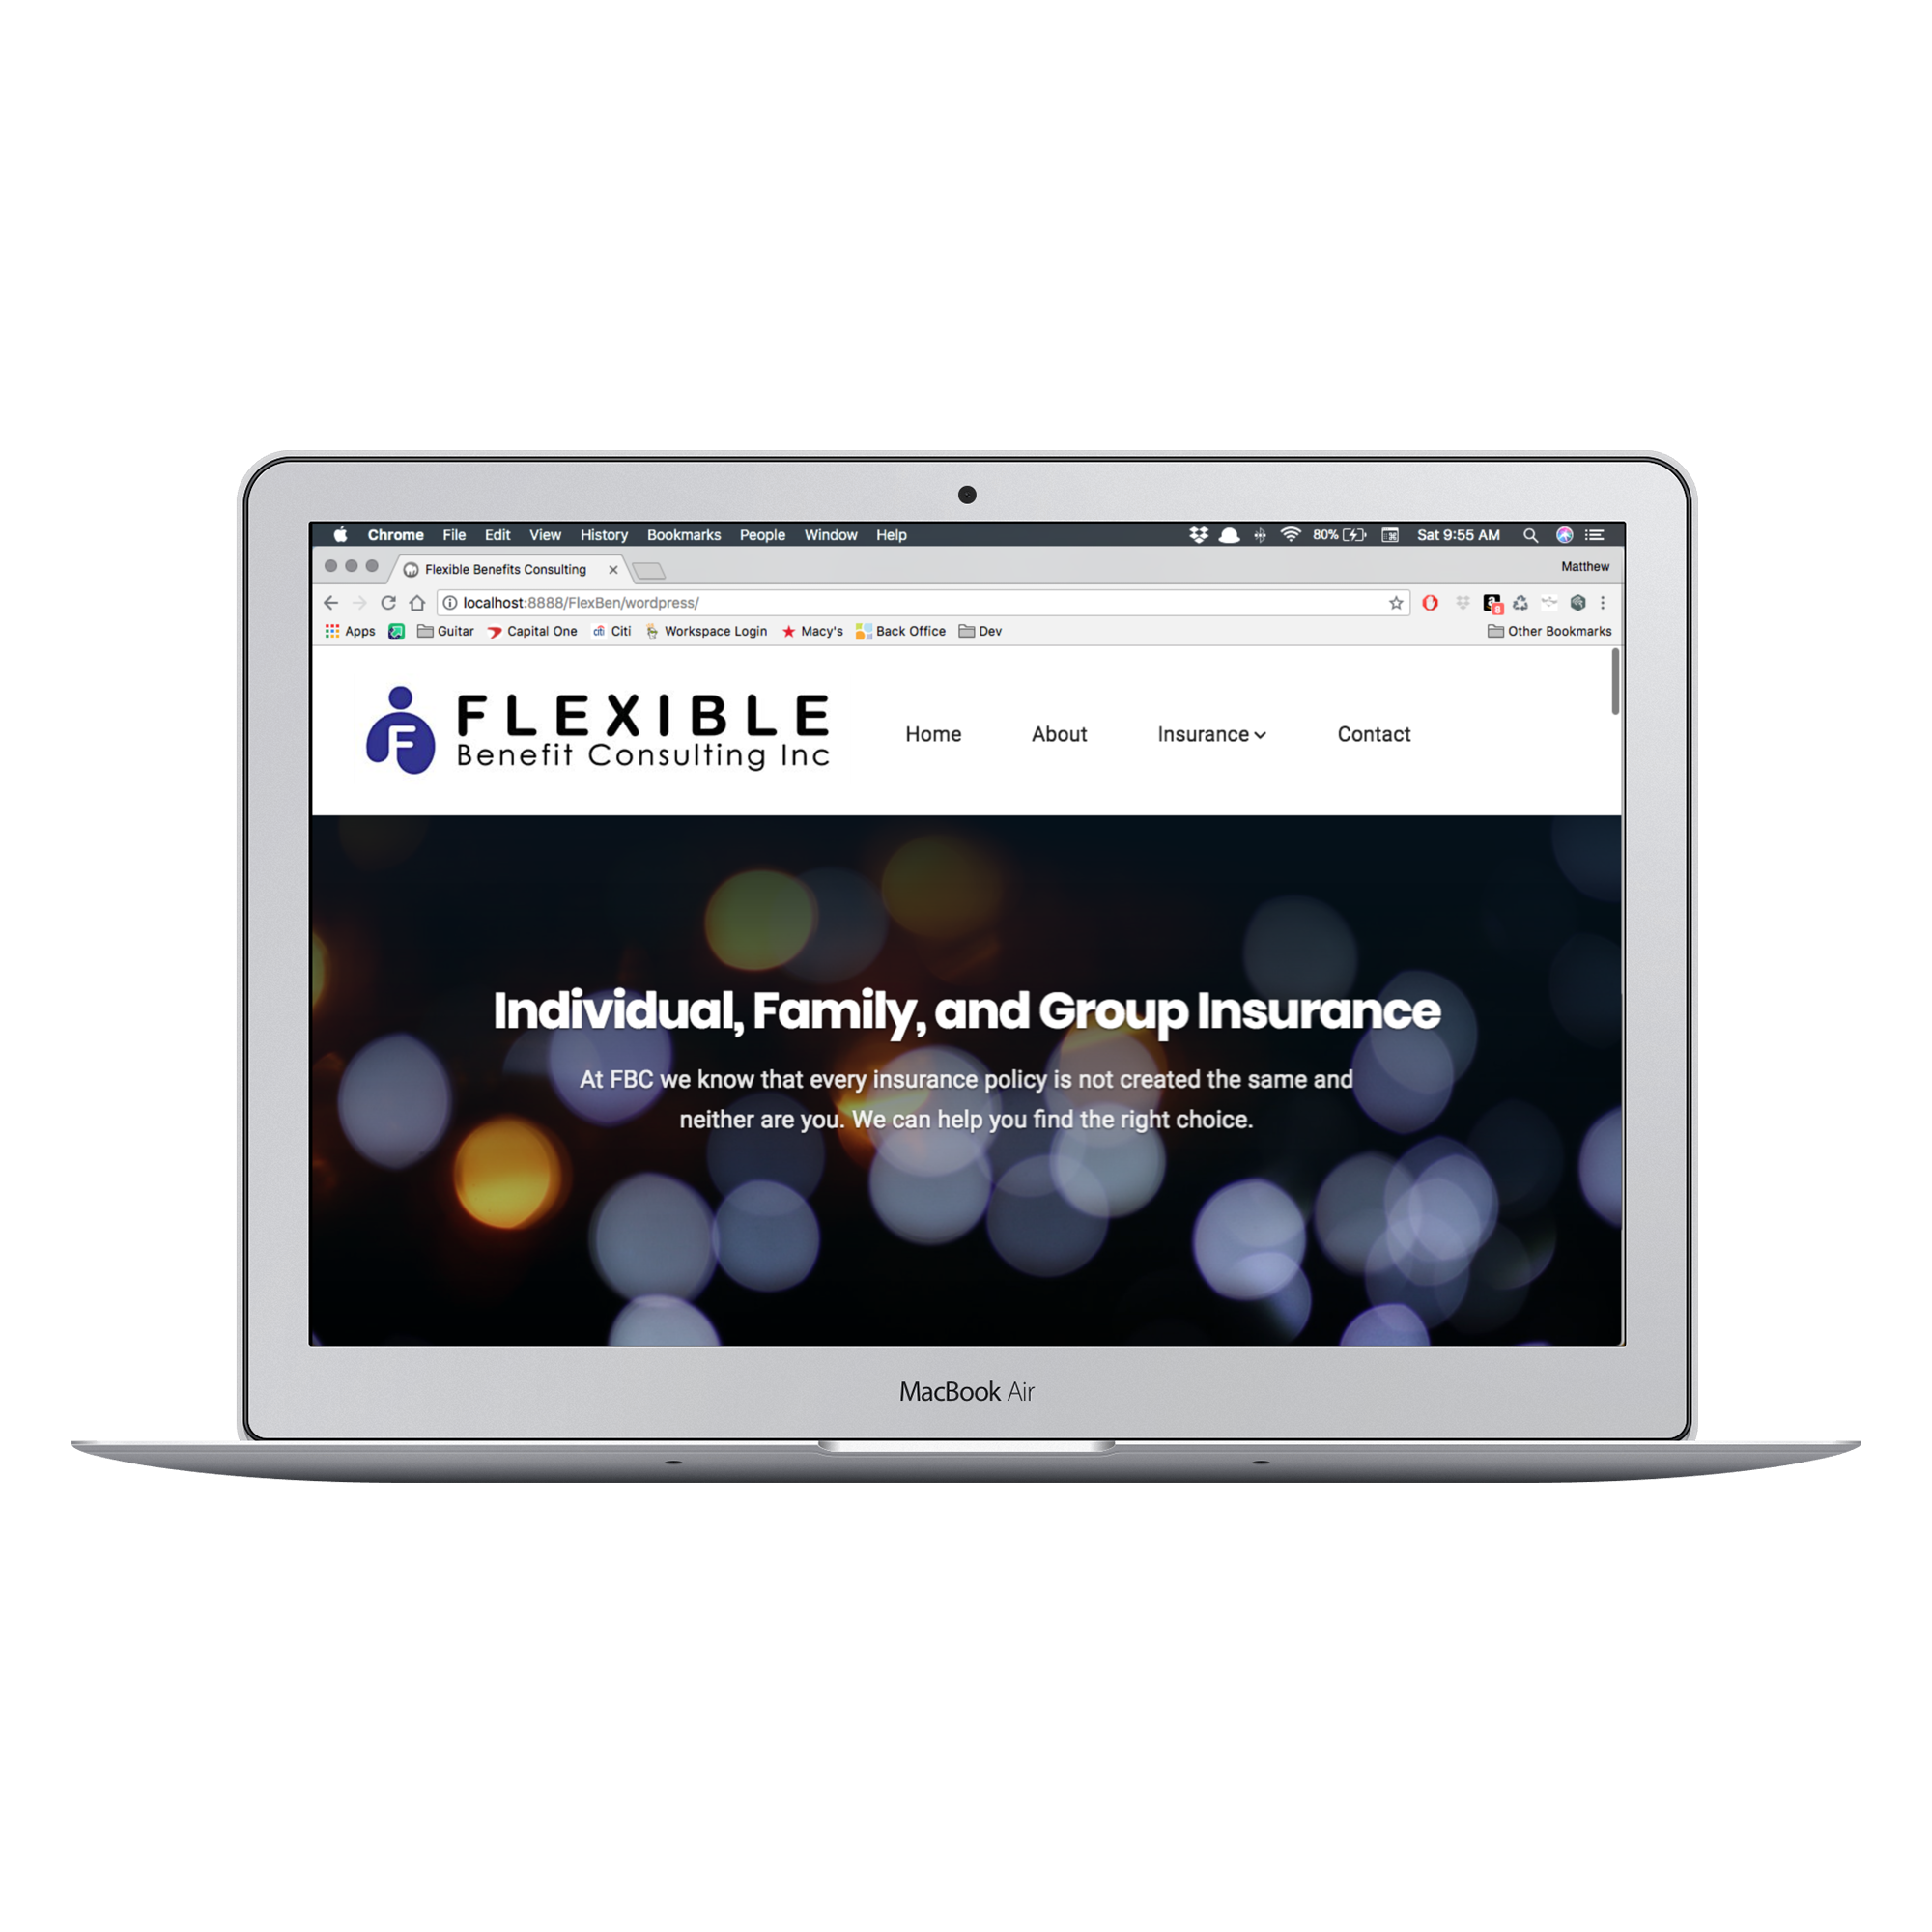 Chrome File Edit View History Bookmarks People Window Help 80% Sat 9:55 AM
Flexible Benefits Consulting Matthew
localhost:8888/FlexBen/wordpress/ a 8
Apps Guitar Capital One citi Citi Workspace Login Macy's Back Office Dev Other Bookmarks
F FLEXIBLE
Benefit Consulting Inc
Home About Insurance Contact
Individual, Family, and Group Insurance
At FBC we know that every insurance policy is not created the same and
neither are you. We can help you find the right choice.
MacBook Air